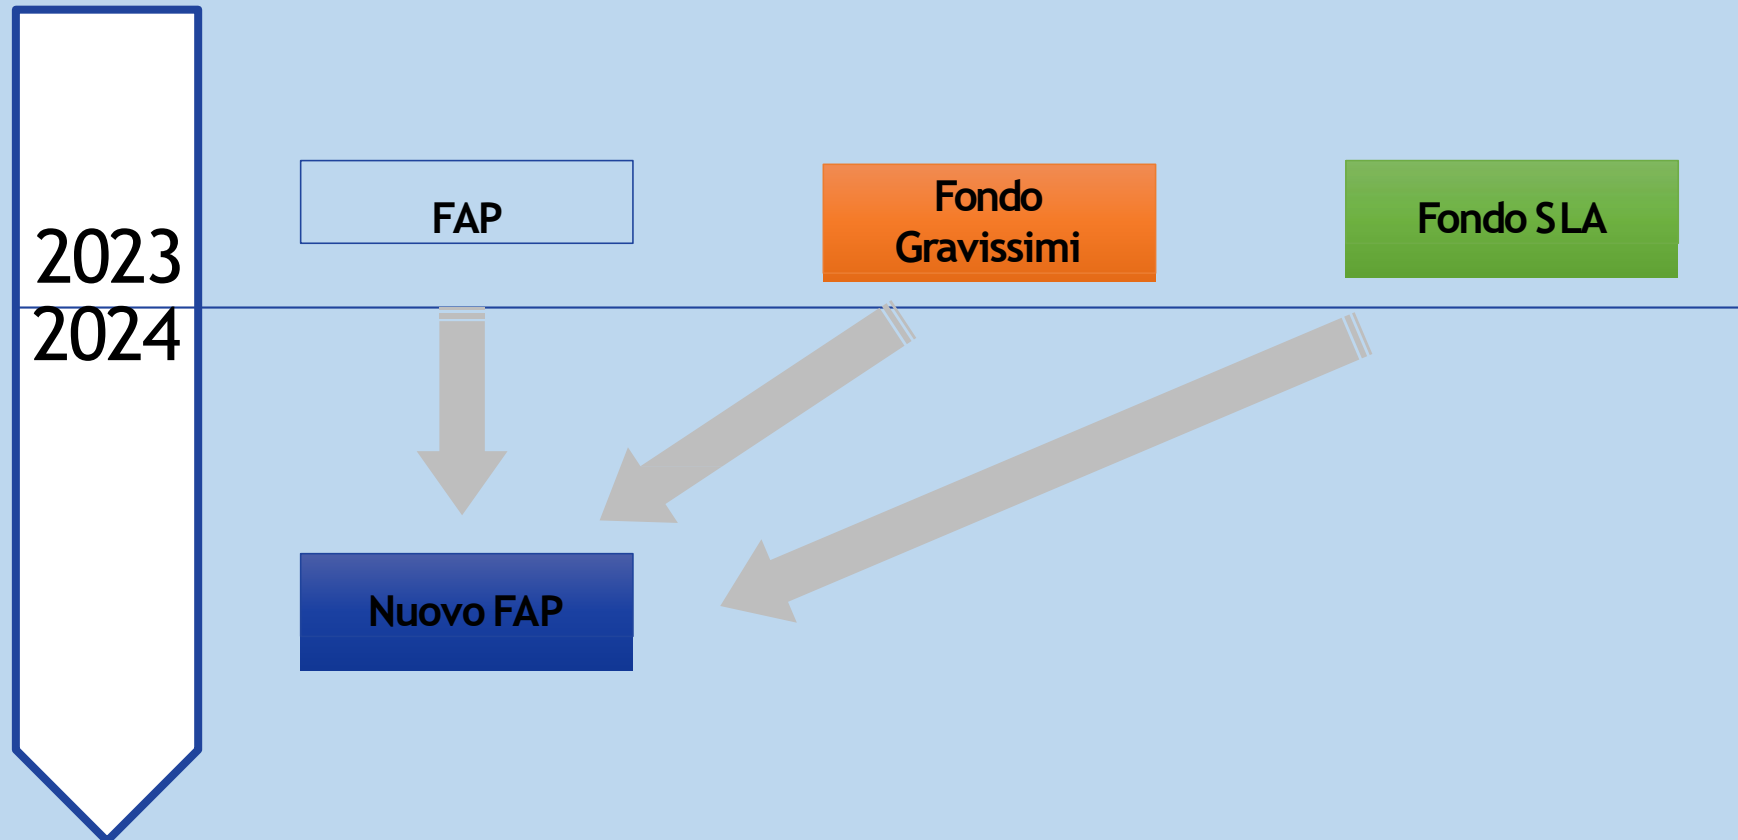 2023
2024
FAP
Fondo
Gravissimi
Fondo SLA
Nuovo FAP